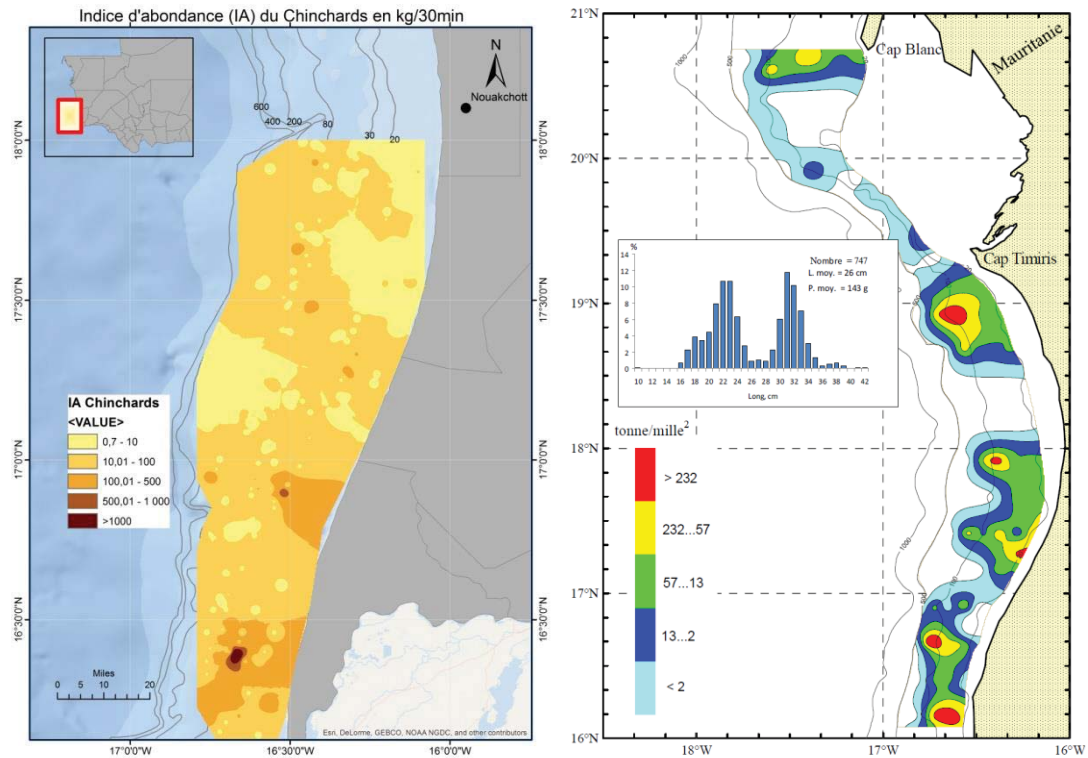 Indice d'abondance (IA) du Chinchards en kg/30min
N
Nouakchott
600
400
200
80
30
20
18°0'0"N
17°30'0"N
17°0'0"N
16°30'0"N
IA Chinchards
<VALUE>
0,7 - 10
10,01 - 100
100,01 - 500
500,01 - 1 000
>1000
Miles
0 5 10 20
Esri, DeLorme, GEBCO, NOAA NGDC, and other contributors
17°0'0"W
16°30'0"W
16°0'0"W
21°N
20°N
19°N
18°N
17°N
16°N
1000
500
Cap Blanc
Mauritanie
Cap Timiris
%
14
12
10
8
6
4
2
0
Nombre = 747
L. moy. = 26 cm
P. moy. = 143 g
10 12 14 16 18 20 22 24 26 28 30 32 34 36 38 40 42
Long, cm
tonne/mille²
> 232
232...57
57...13
13...2
< 2
1000
500
1000
18°W
17°W
16°W